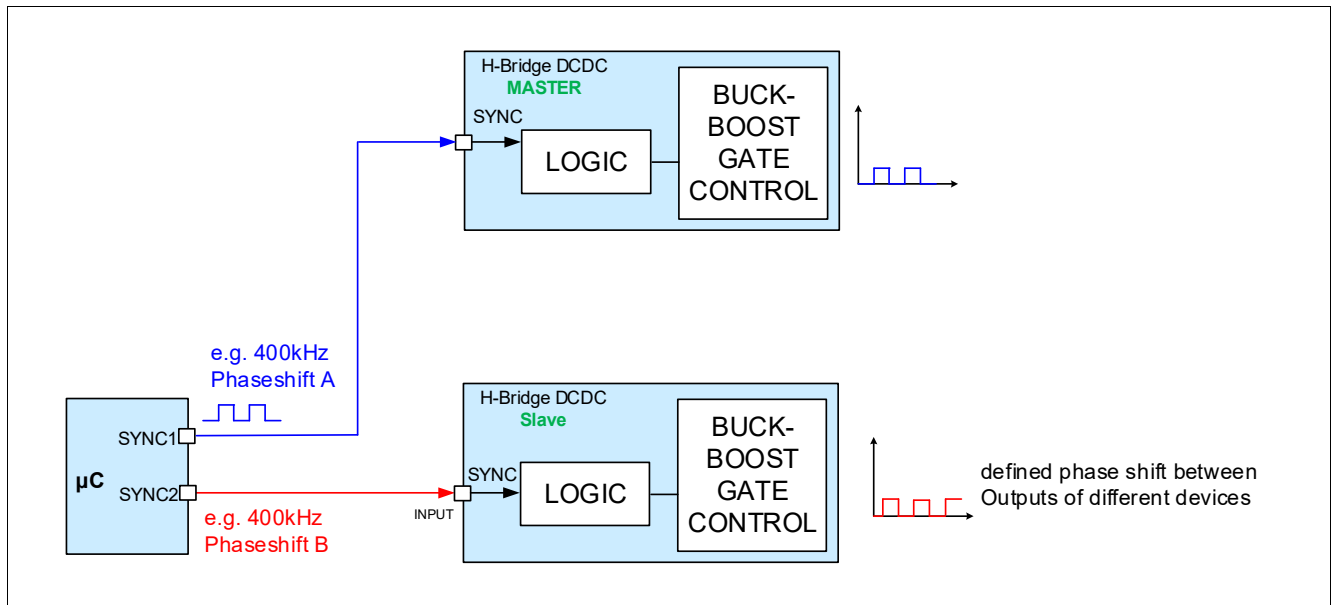 H-Bridge DCDC
MASTER
SYNC
LOGIC
BUCK-
BOOST
GATE
CONTROL
e.g. 400kHz
Phaseshift A
SYNC1
µC
SYNC2
e.g. 400kHz
Phaseshift B
H-Bridge DCDC
Slave
SYNC
INPUT
LOGIC
BUCK-
BOOST
GATE
CONTROL
defined phase shift between
Outputs of different devices